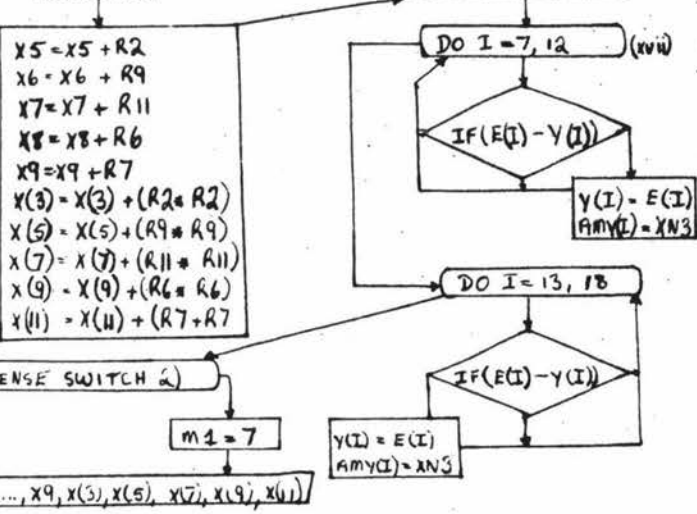 X5 = X5 + R2
X6 = X6 + R9
X7 = X7 + R11
X8 = X8 + R6
X9 = X9 + R7
X(3) = X(3) + (R2 * R2)
X(5) = X(5) + (R9 * R9)
X(7) = X(7) + (R11 * R11)
X(9) = X(9) + (R6 * R6)
X(11) = X(11) + (R7 + R7
DO I = 7, 12
(xvii)
IF(E(I) - Y(I))
Y(I) = E(I)
AMY(I) = XN3
DO I = 13, 18
IF(E(I) - Y(I))
Y(I) = E(I)
AMY(I) = XN3
ENSE SWITCH 2)
M1 = 7
..., X9, X(3), X(5), X(7), X(9), X(11)